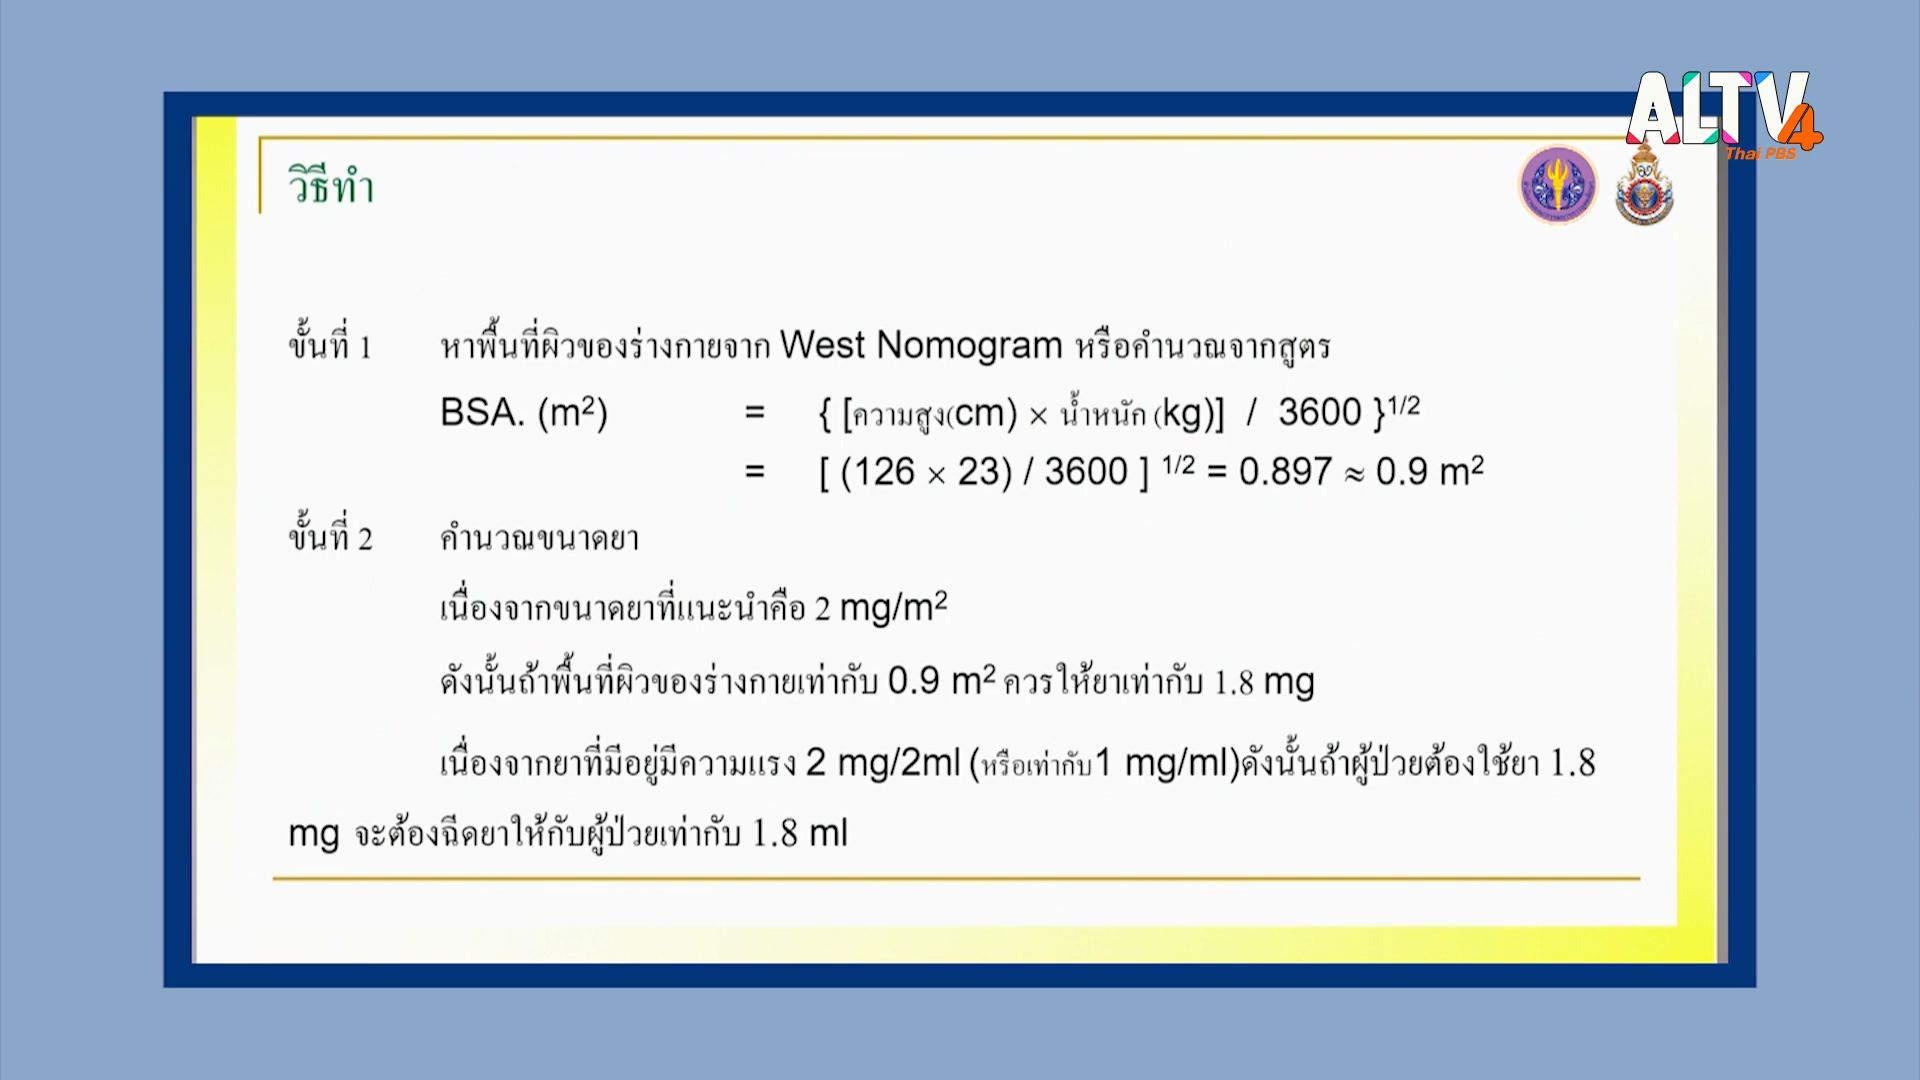 ALTV4
Thai PBS
วิธีทำ
ขั้นที่ 1 หาพื้นที่ผิวของร่างกายจาก West Nomogram หรือคำนวณจากสูตร
BSA. (m²) = { [ความสูง(cm) × น้ำหนัก (kg)] / 3600 }¹/²
= [ (126 × 23) / 3600 ] ¹/² = 0.897 ≈ 0.9 m²
ขั้นที่ 2 คำนวณขนาดยา
เนื่องจากขนาดยาที่แนะนำคือ 2 mg/m²
ดังนั้นถ้าพื้นที่ผิวของร่างกายเท่ากับ 0.9 m² ควรให้ยาเท่ากับ 1.8 mg
เนื่องจากยาที่มีอยู่มีความแรง 2 mg/2ml (หรือเท่ากับ 1 mg/ml)ดังนั้นถ้าผู้ป่วยต้องใช้ยา 1.8
mg จะต้องฉีดยาให้กับผู้ป่วยเท่ากับ 1.8 ml